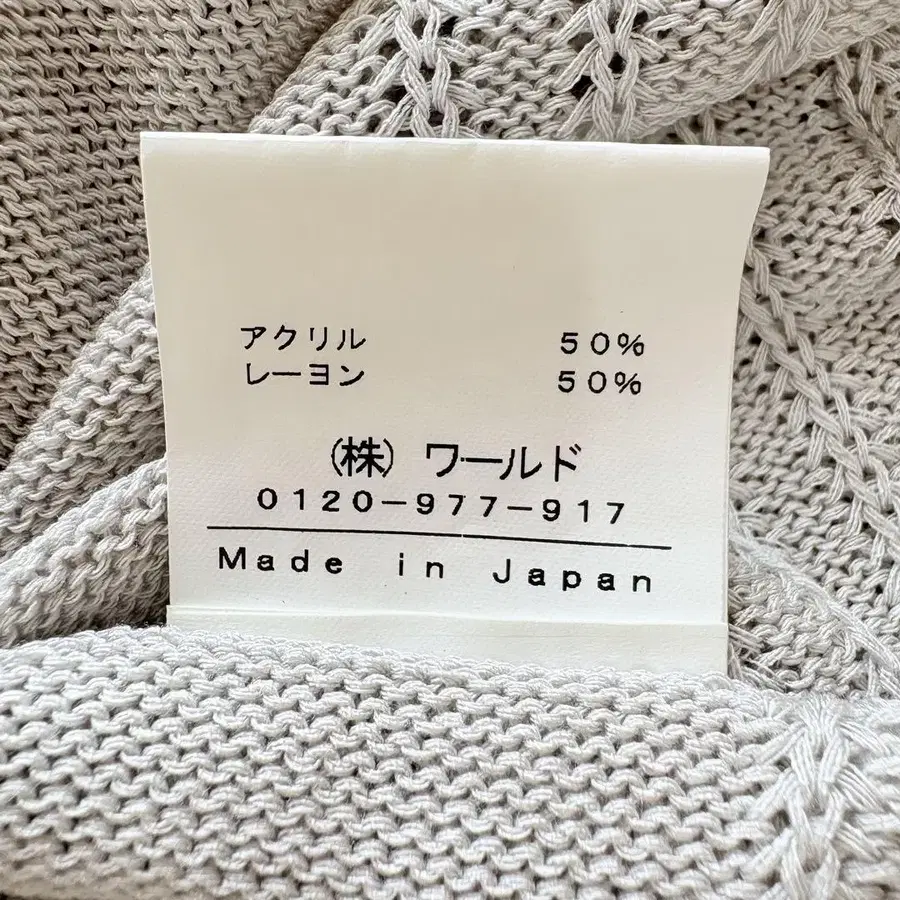 アクリル 50%
レーヨン 50%
(株) ワールド
0120-977-917
Made in Japan